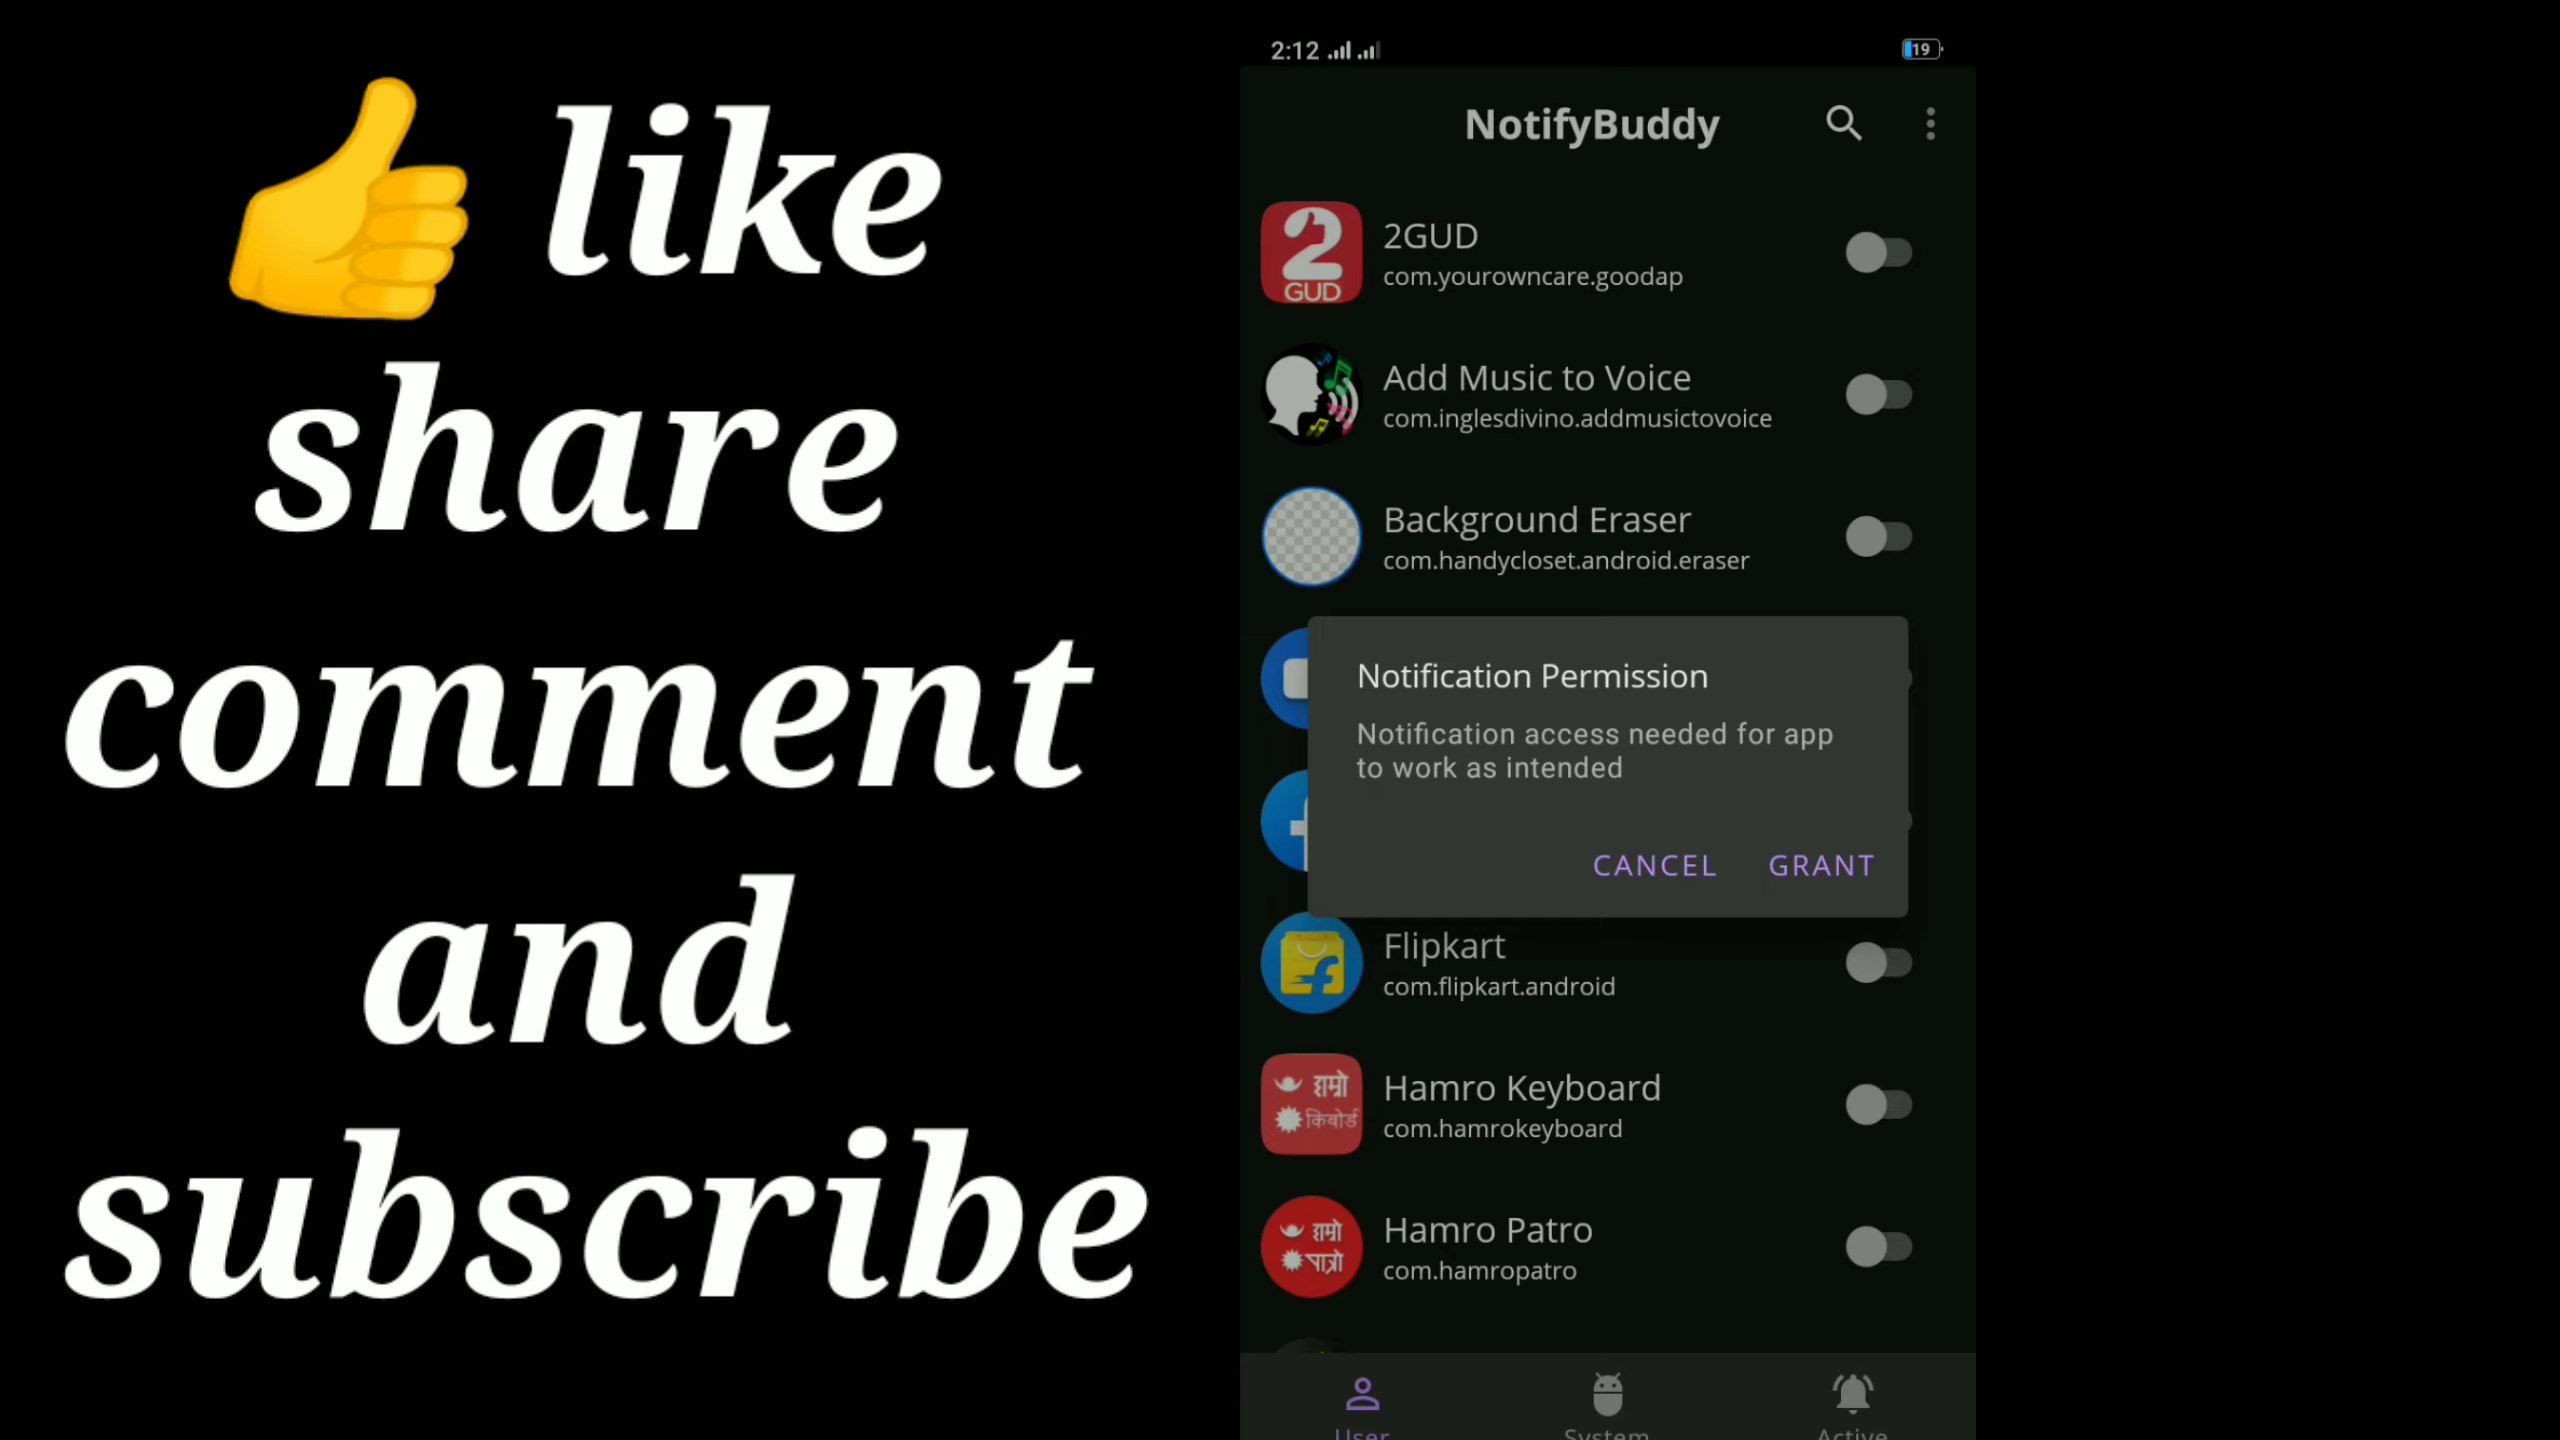 👍 like
share
comment
and
subscribe
2:12
19
NotifyBuddy
2
GUD
2GUD
com.yourowncare.goodap
Add Music to Voice
com.inglesdivino.addmusictovoice
Background Eraser
com.handycloset.android.eraser
Notification Permission
Notification access needed for app
to work as intended
CANCEL GRANT
Flipkart
com.flipkart.android
हाम्रो
किबोर्ड
Hamro Keyboard
com.hamrokeyboard
हाम्रो
पात्रो
Hamro Patro
com.hamropatro
User System Active